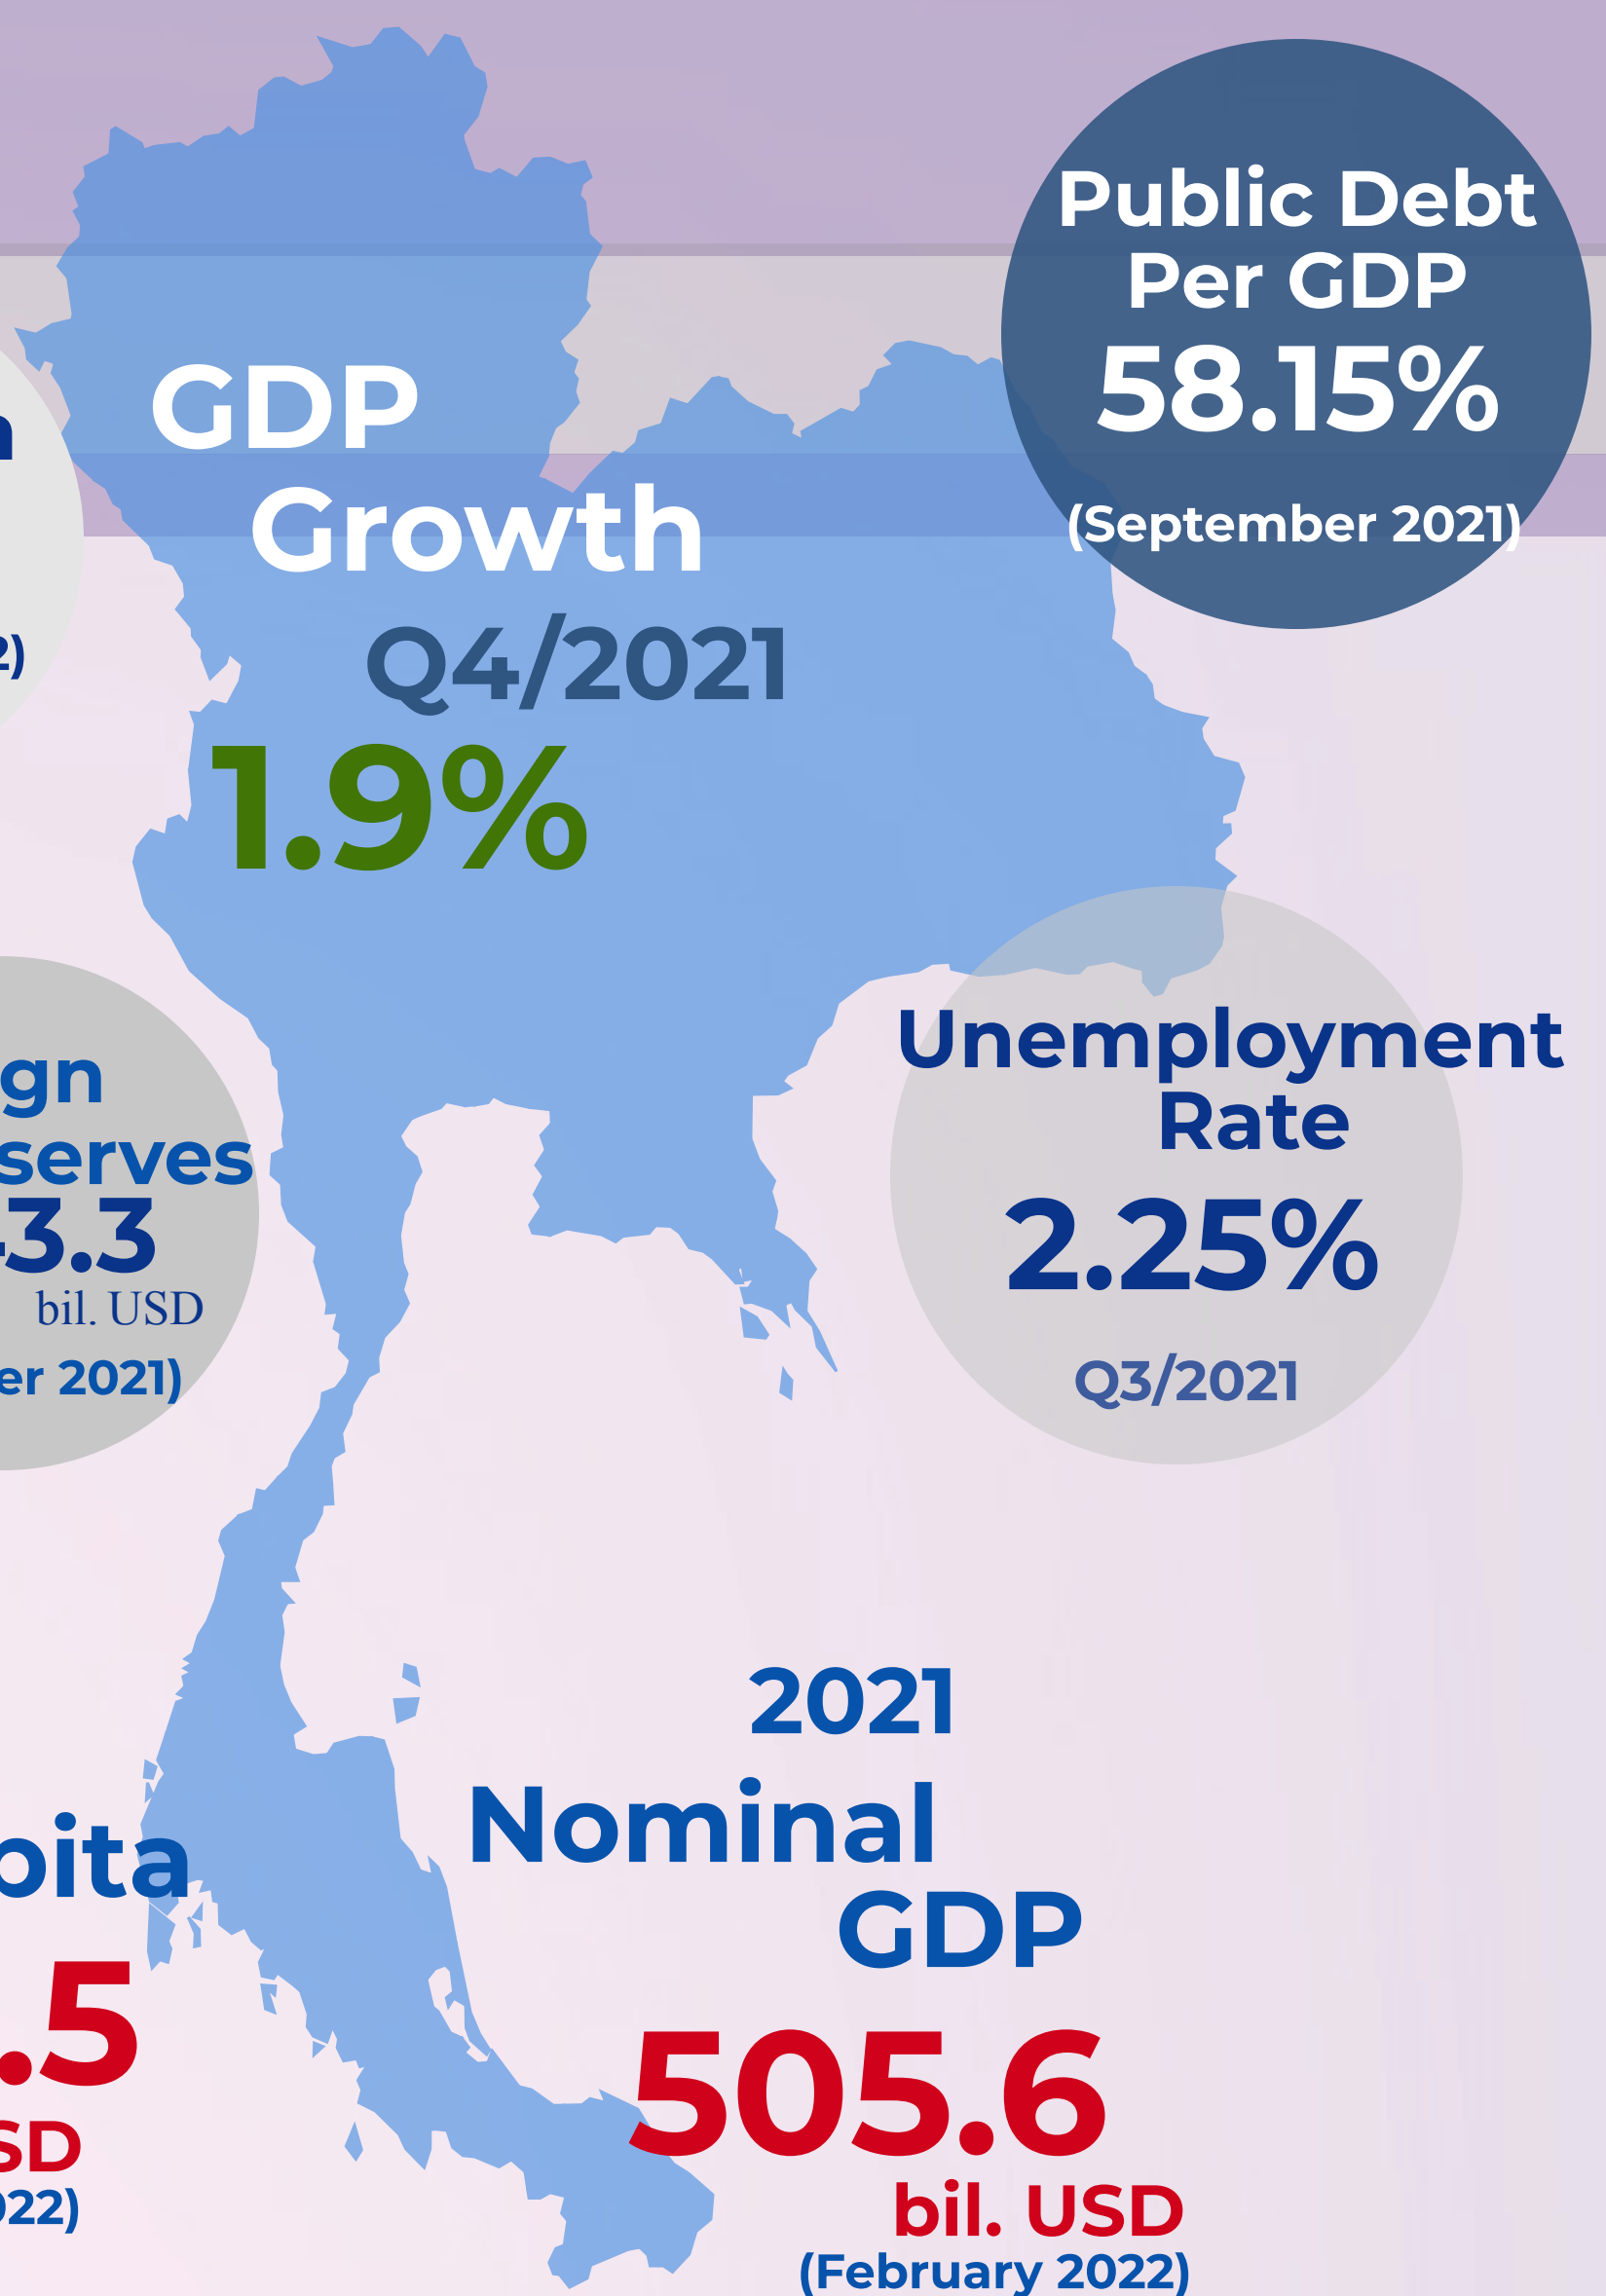 GDP
Growth
Q4/2021
1.9%
Public Debt
Per GDP
58.15%
(September 2021)
gn
serves
3.3
bil. USD
er 2021)
Unemployment
Rate
2.25%
Q3/2021
pita
.5
SD
22)
2021
Nominal
GDP
505.6
bil. USD
(February 2022)